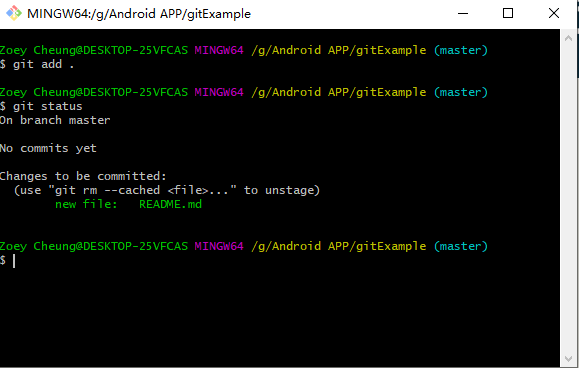 MINGW64:/g/Android APP/gitExample
Zoey Cheung@DESKTOP-25VFCAS MINGW64 /g/Android APP/gitExample (master)
$ git add .
Zoey Cheung@DESKTOP-25VFCAS MINGW64 /g/Android APP/gitExample (master)
$ git status
On branch master
No commits yet
Changes to be committed:
  (use "git rm --cached <file>..." to unstage)
        new file:   README.md
Zoey Cheung@DESKTOP-25VFCAS MINGW64 /g/Android APP/gitExample (master)
$